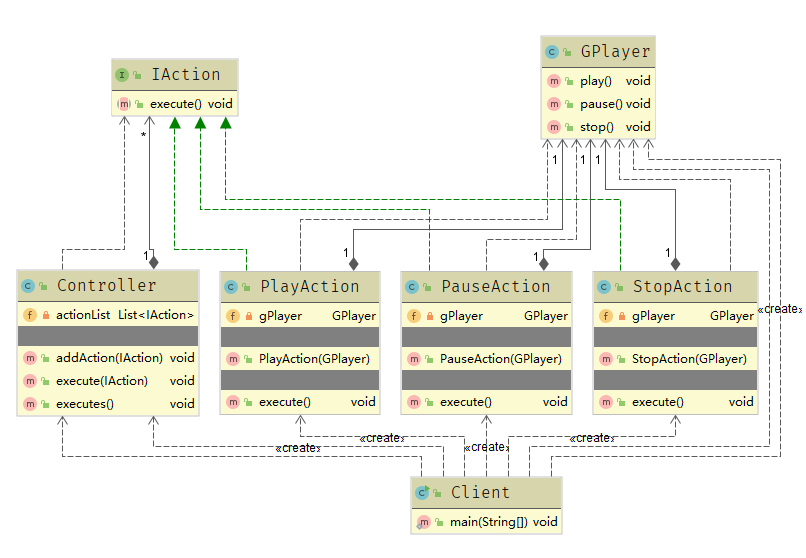 I IAction
m execute() void
C GPlayer
m play() void
m pause() void
m stop() void
*
1
1
1
1
1
1
1
C Controller
f actionList List<IAction>
m addAction(IAction) void
m execute(IAction) void
m executes() void
C PlayAction
f gPlayer GPlayer
m PlayAction(GPlayer)
m execute() void
C PauseAction
f gPlayer GPlayer
m PauseAction(GPlayer)
m execute() void
C StopAction
f gPlayer GPlayer
m StopAction(GPlayer)
m execute() void
«create»
«create»
«create»
«create»
«create»
C Client
m main(String[]) void